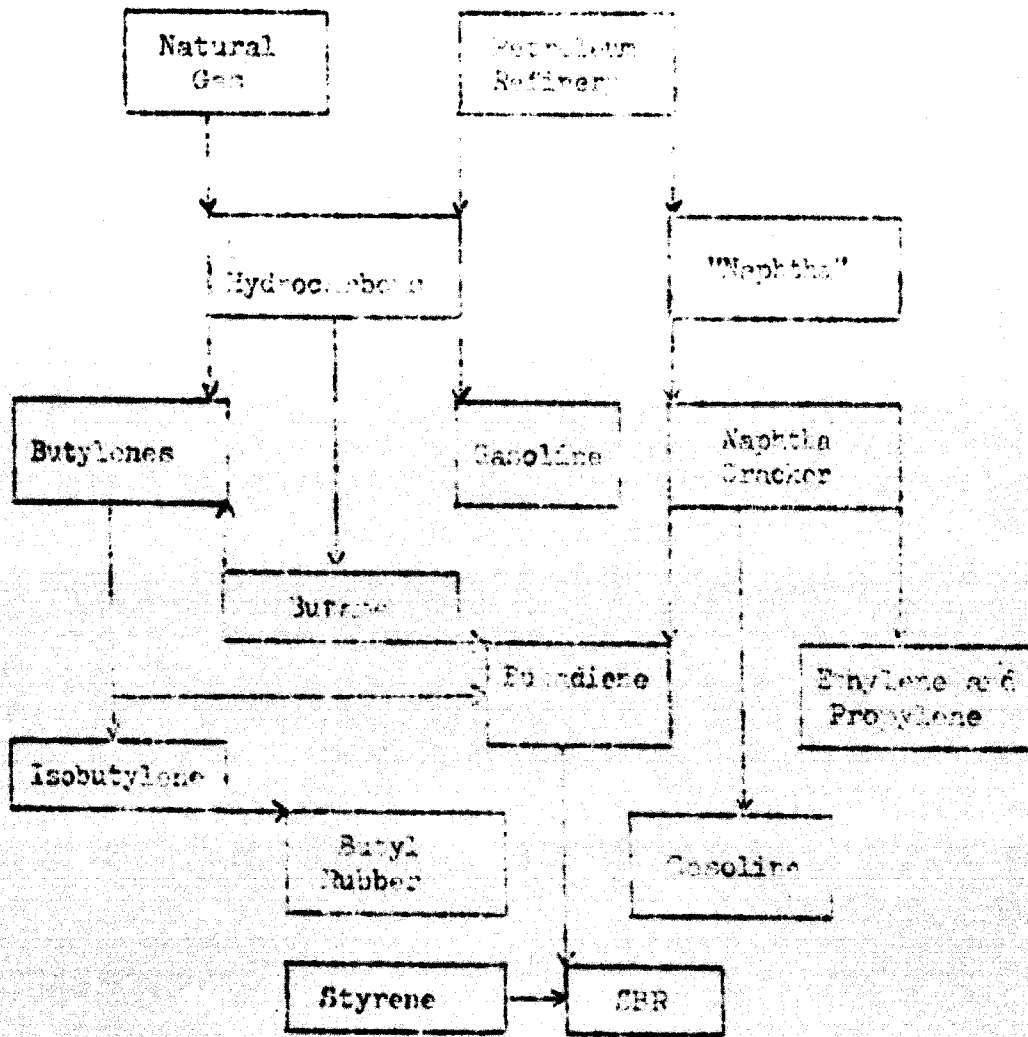 Natural
Gas
Petroleum
Refinery
Hydrocarbons
"Naphtha"
Butylenes
Gasoline
Naphtha
Cracker
Butane
Butadiene
Ethylene and
Propylene
Isobutylene
Butyl
Rubber
Gasoline
Styrene
SBR